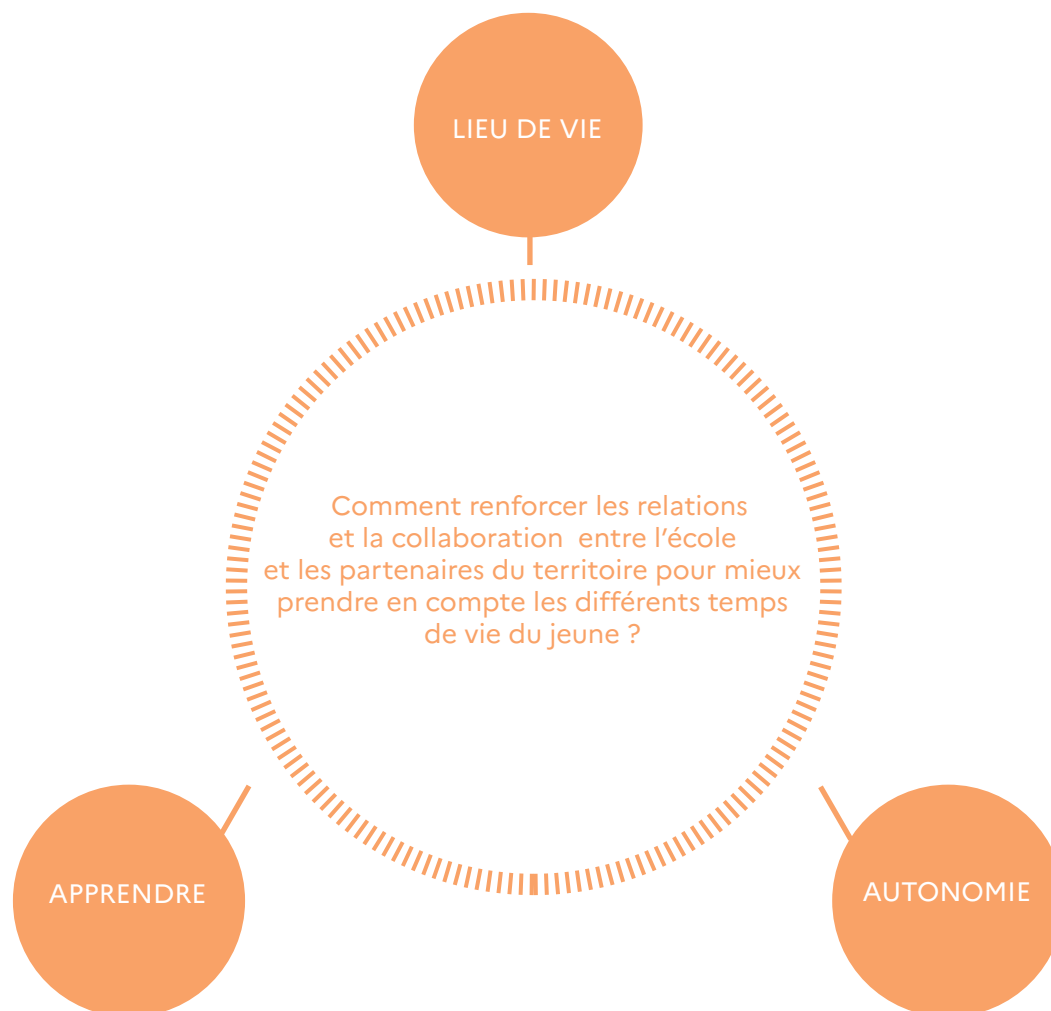 LIEU DE VIE
Comment renforcer les relations
et la collaboration  entre l’école
et les partenaires du territoire pour mieux
prendre en compte les différents temps
de vie du jeune ?
APPRENDRE
AUTONOMIE